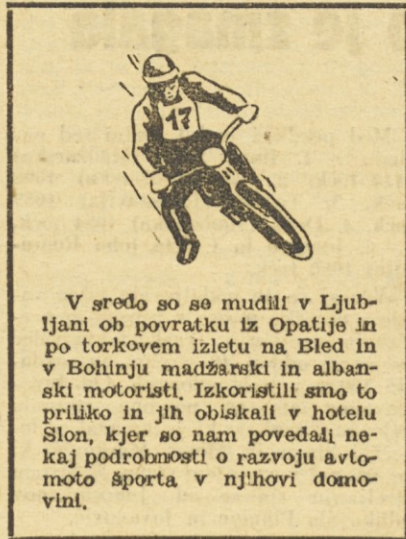 17
V sredo so se mudili v Ljub-
ljani ob povratku iz Opatije in
po torkovem izletu na Bled in
v Bohinju madžarski in alban-
ski motoristi. Izkoristili smo to
priliko in jih obiskali v hotelu
Slon, kjer so nam povedali ne-
kaj podrobnosti o razvoju avto-
moto športa v njihovi domo-
vini.